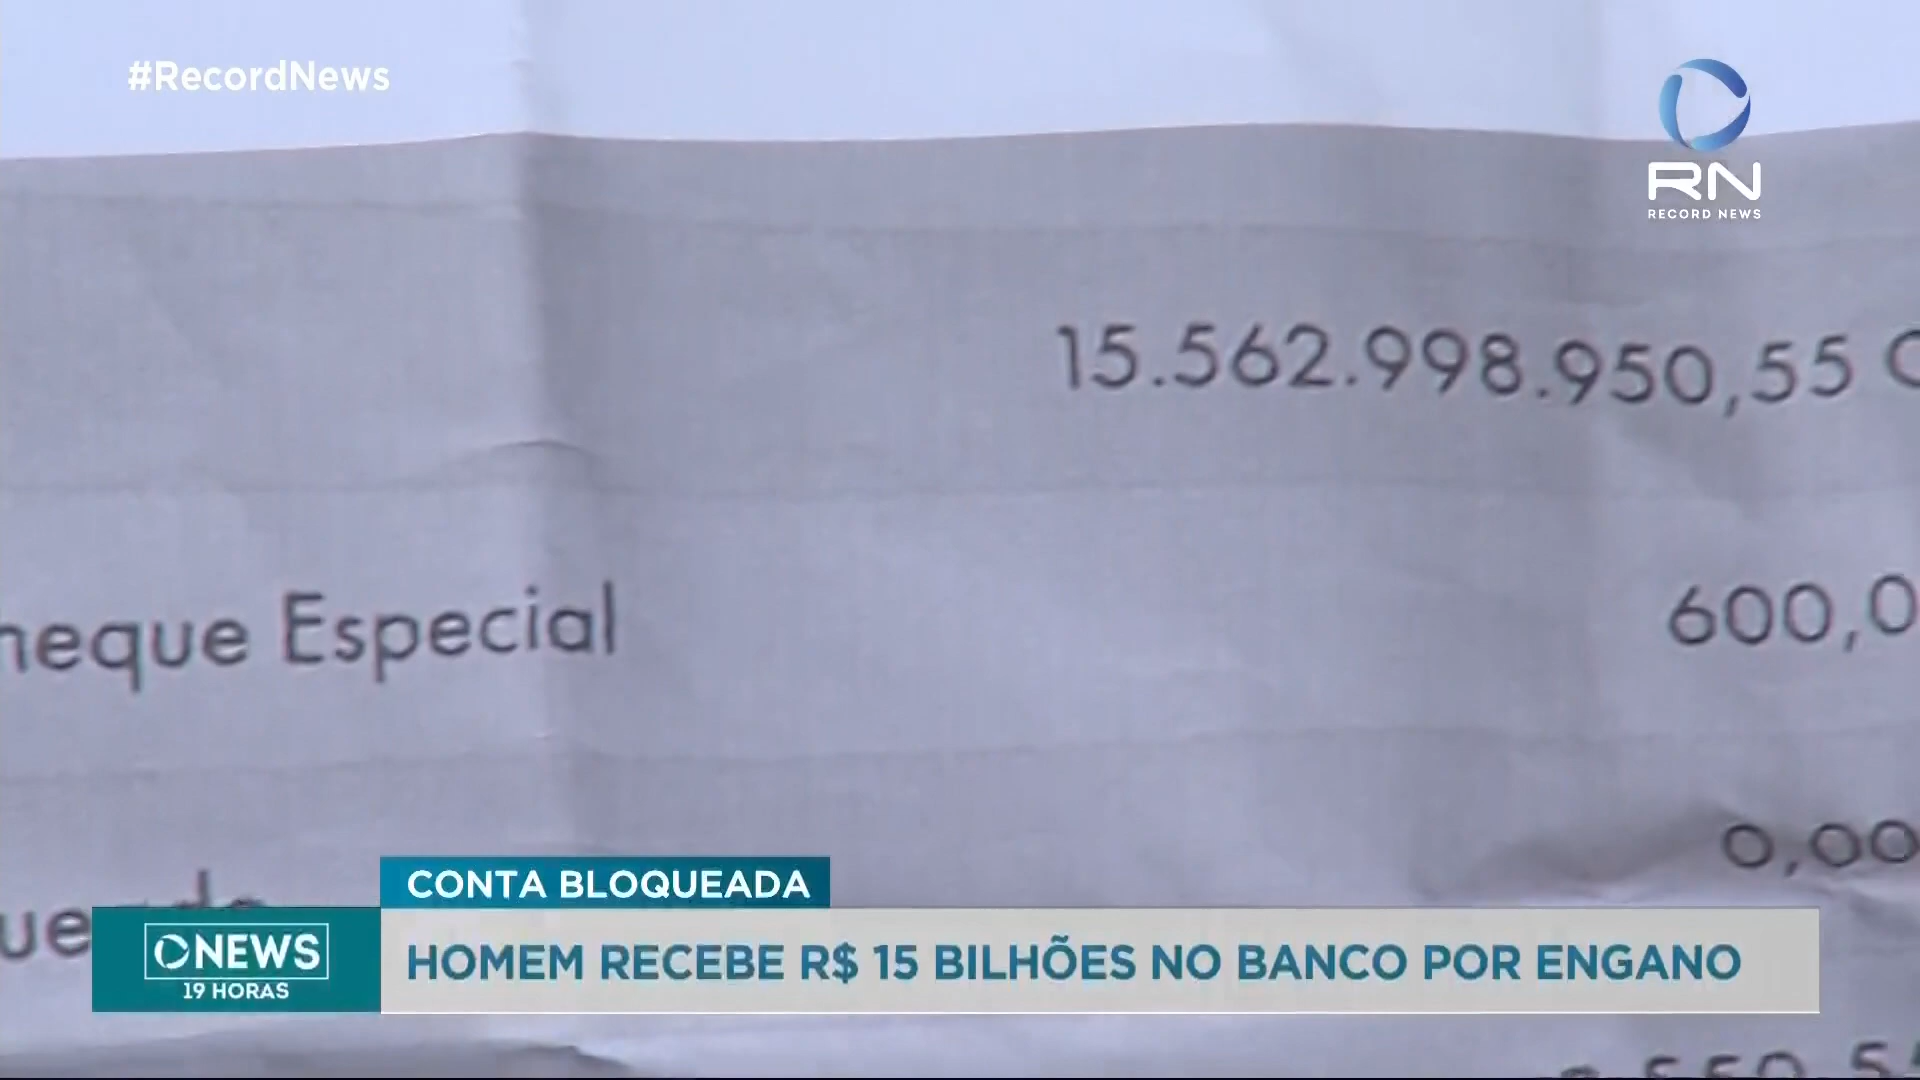 #RecordNews
RN
RECORD NEWS
15.562.998.950,55
heque Especial
600,0
0,00
CONTA BLOQUEADA
NEWS
19 HORAS
HOMEM RECEBE R$ 15 BILHÕES NO BANCO POR ENGANO